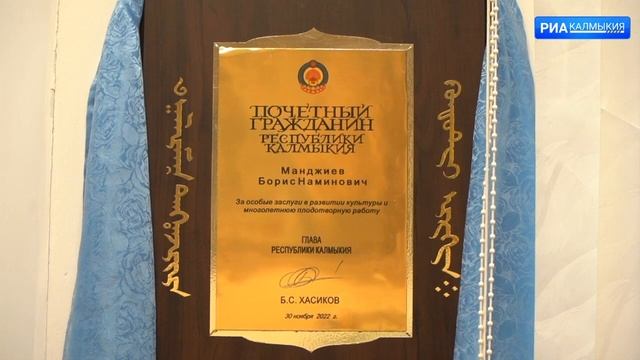 РИА КАЛМЫКИЯ
ПОЧЕТНЫЙ
ГРАЖДАНИН
РЕСПУБЛИКИ
КАЛМЫКИЯ
Манджиев
Борис Наминович
За особые заслуги в развитии культуры и
многолетнюю плодотворную работу
ГЛАВА
РЕСПУБЛИКИ КАЛМЫКИЯ
Б.С. ХАСИКОВ
30 ноября 2022 г.